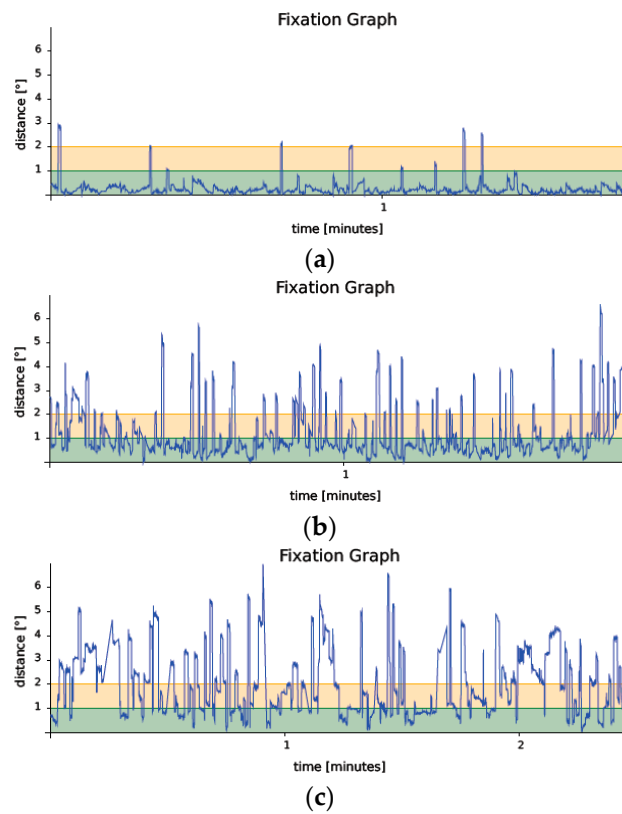 Fixation Graph
6
5
4
3
2
1
distance [°]
1
time [minutes]
(a)
Fixation Graph
6
5
4
3
2
1
distance [°]
1
time [minutes]
(b)
Fixation Graph
6
5
4
3
2
1
distance [°]
1 2
time [minutes]
(c)